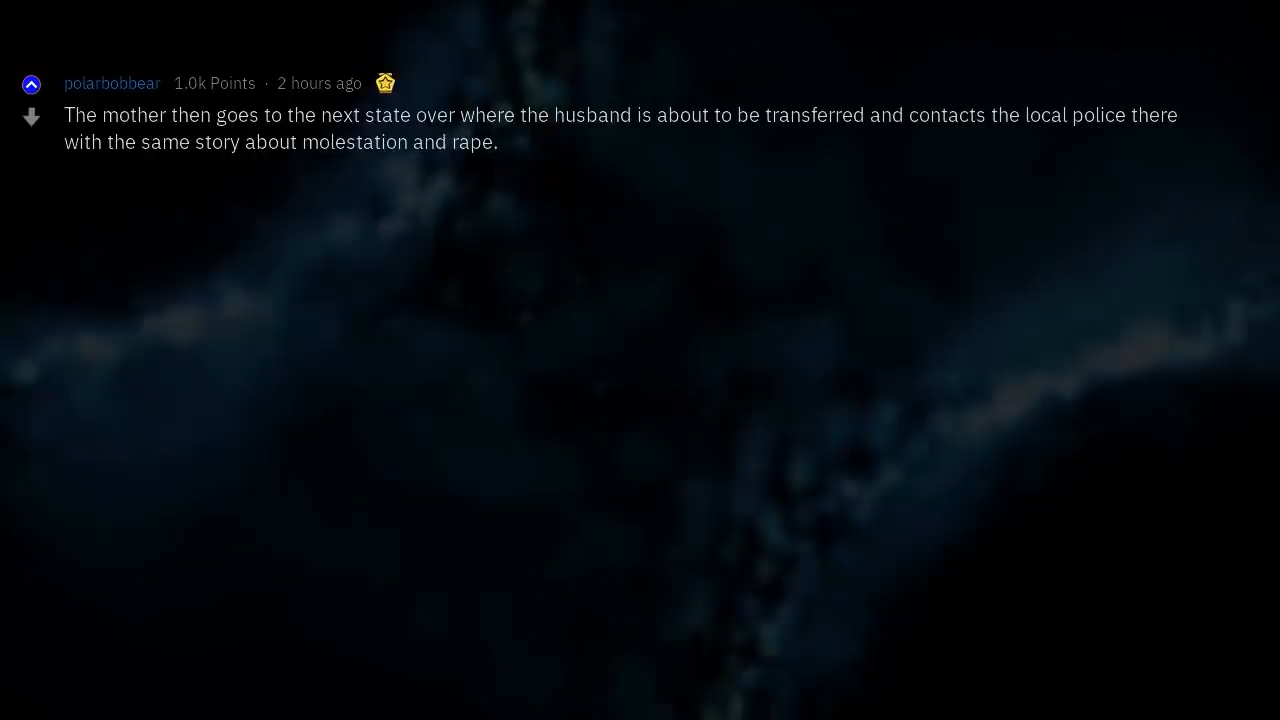 polarbobbear 1.0k Points · 2 hours ago
The mother then goes to the next state over where the husband is about to be transferred and contacts the local police there
with the same story about molestation and rape.